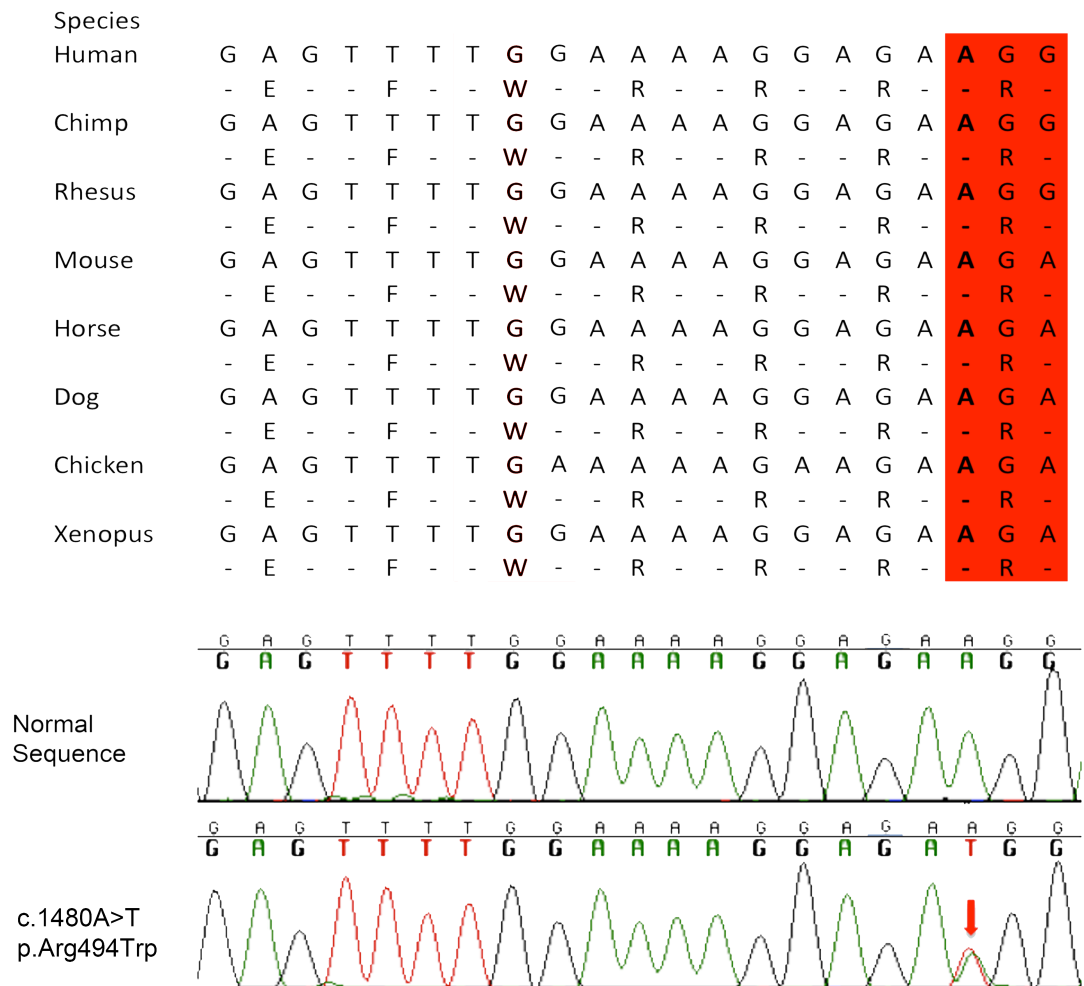 Species
Human G A G T T T T G G A A A A G G A G A A G G
- E - - F - - W - - R - - R - - R - - R -
Chimp G A G T T T T G G A A A A G G A G A A G G
- E - - F - - W - - R - - R - - R - - R -
Rhesus G A G T T T T G G A A A A G G A G A A G G
- E - - F - - W - - R - - R - - R - - R -
Mouse G A G T T T T G G A A A A G G A G A A G A
- E - - F - - W - - R - - R - - R - - R -
Horse G A G T T T T G G A A A A G G A G A A G A
- E - - F - - W - - R - - R - - R - - R -
Dog G A G T T T T G G A A A A G G A G A A G A
- E - - F - - W - - R - - R - - R - - R -
Chicken G A G T T T T G A A A A A G A A G A A G A
- E - - F - - W - - R - - R - - R - - R -
Xenopus G A G T T T T G G A A A A G G A G A A G A
- E - - F - - W - - R - - R - - R - - R -
G A G T T T T G G A A A A G G A G A A G G
G A G T T T T G G A A A A G G A G A A G G
Normal
Sequence
G A G T T T T G G A A A A G G A G A A G G
G A G T T T T G G A A A A G G A G A T G G
c.1480A>T
p.Arg494Trp